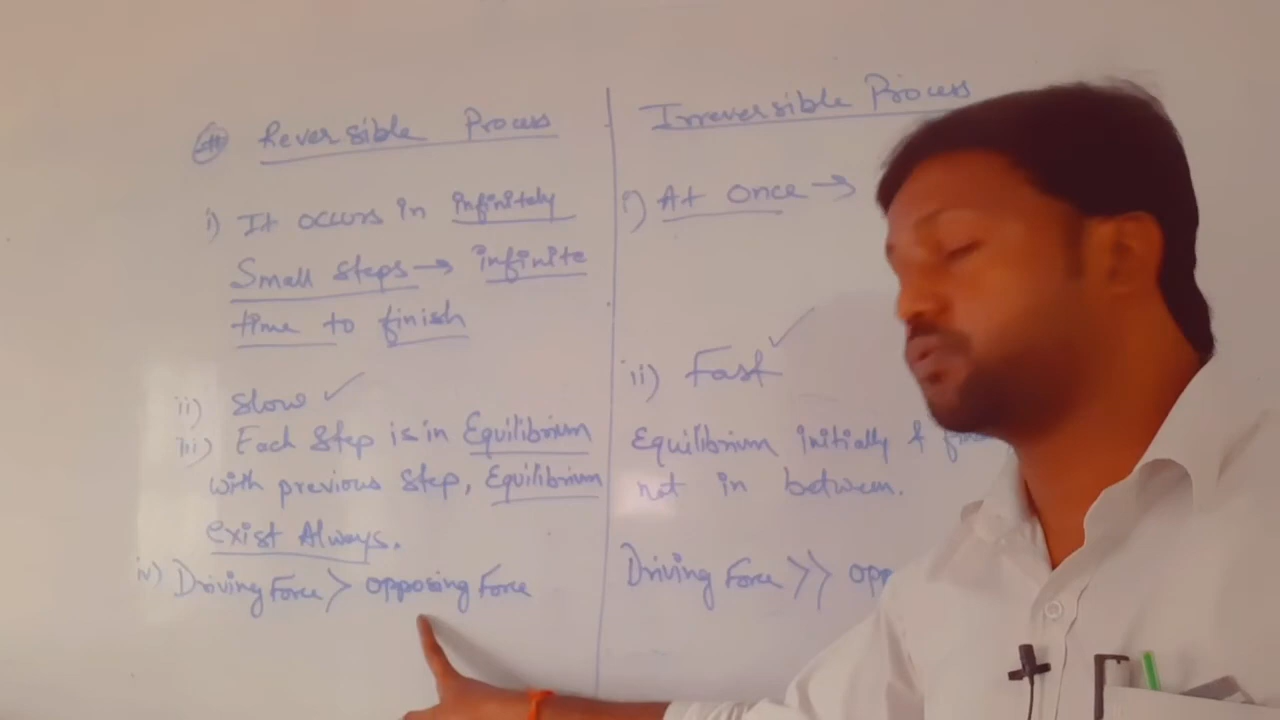 # Reversible Process
i) It occurs in infinitely
Small Steps → infinite
time to finish
ii) Slow ✓
iii) Each Step is in Equilibrium
with previous step, Equilibrium
exist Always.
iv) Driving Force > opposing Force
Irreversible Process
i) At once →
ii) Fast ✓
Equilibrium initially &
not in between.
Driving Force >>